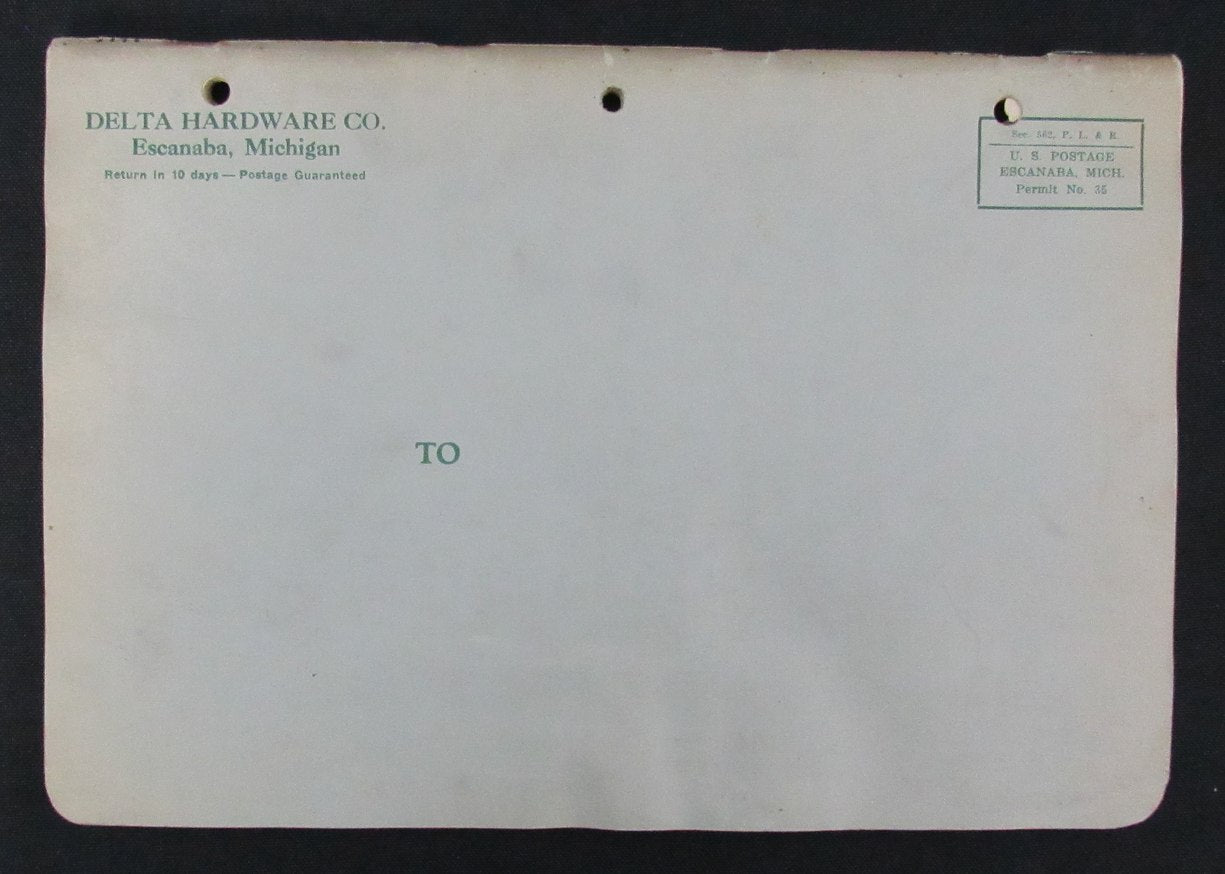 DELTA HARDWARE CO.
Escanaba, Michigan
Return in 10 days — Postage Guaranteed
Sec. 562, P. L. & R.
U. S. POSTAGE
ESCANABA, MICH.
Permit No. 35
TO